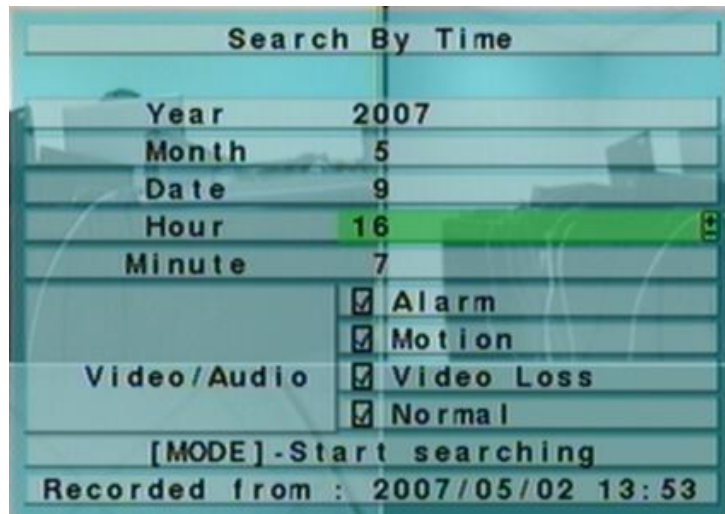 Search By Time
Year 2007
Month 5
Date 9
Hour 16
Minute 7
Alarm
Motion
Video/Audio Video Loss
Normal
[MODE]-Start searching
Recorded from : 2007/05/02 13:53